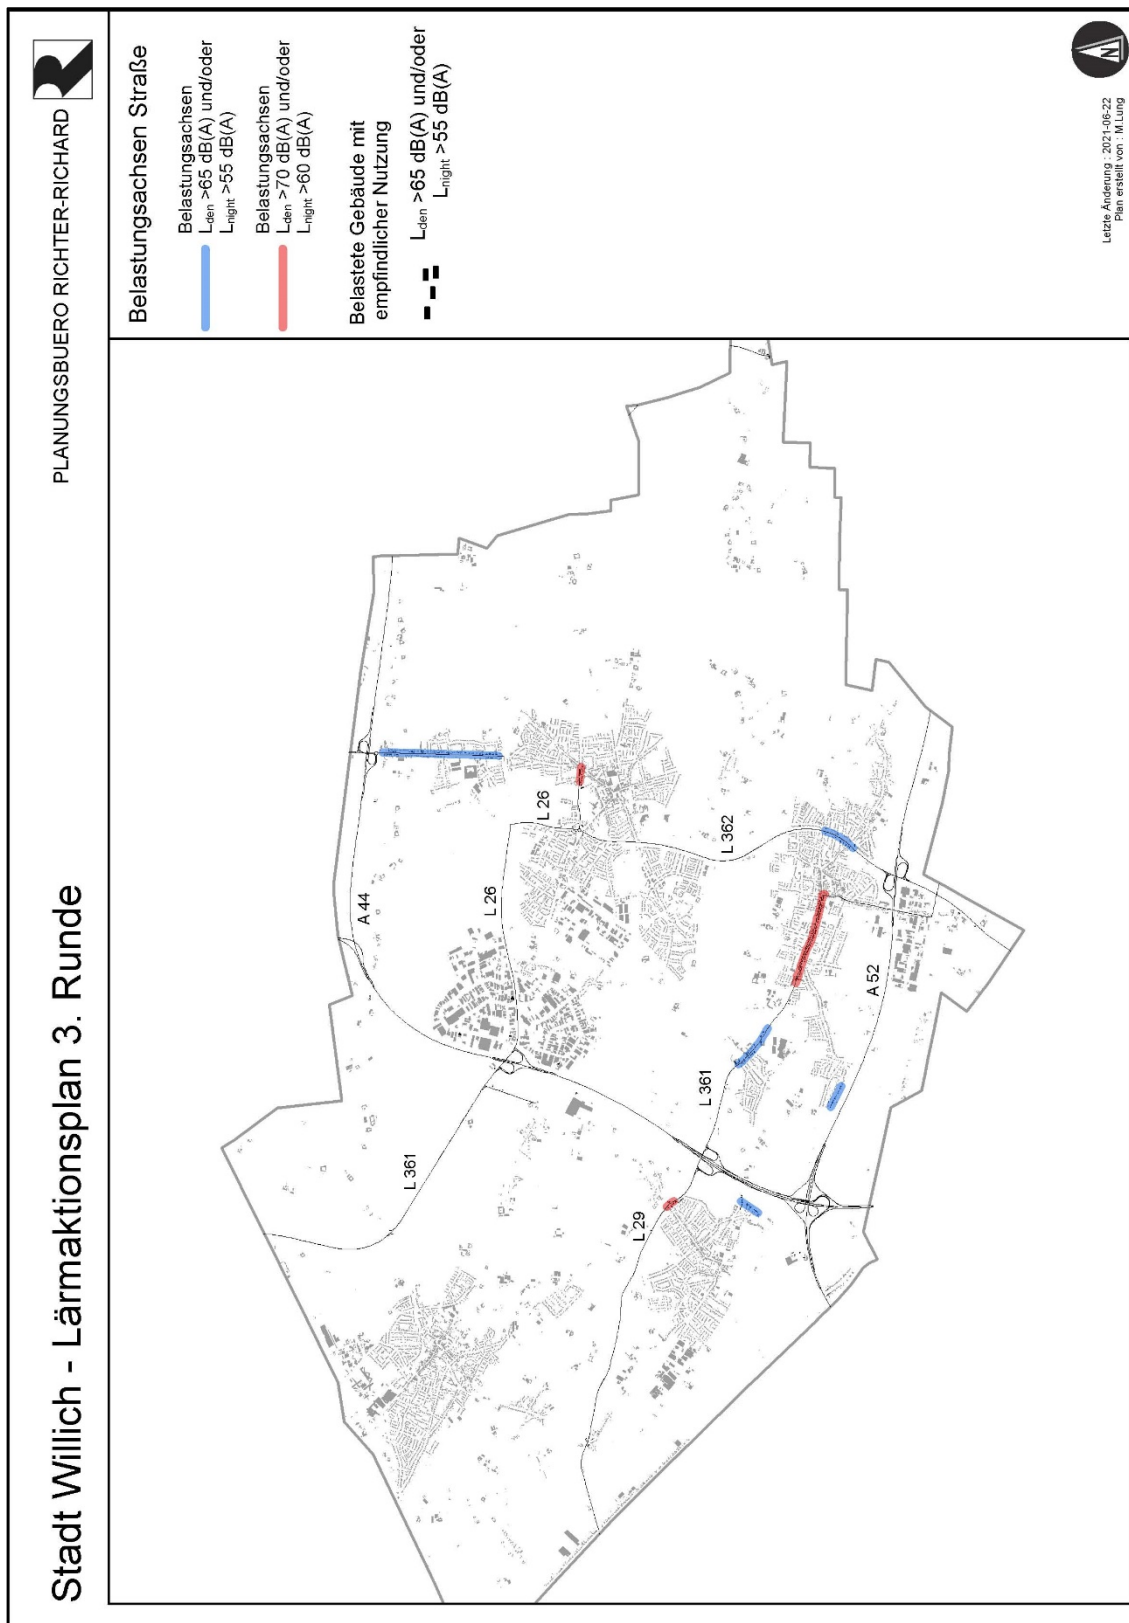 Stadt Willich - Lärmaktionsplan 3. Runde
PLANUNGSBUERO RICHTER-RICHARD
Belastungsachsen Straße
Belastungsachsen
Lden >65 dB(A) und/oder
Lnight >55 dB(A)
Belastungsachsen
Lden >70 dB(A) und/oder
Lnight >60 dB(A)
Belastete Gebäude mit
empfindlicher Nutzung
Lden >65 dB(A) und/oder
Lnight >55 dB(A)
N
Letzte Änderung : 2021-06-22
Plan erstellt von : M.Lung
L 361
A 44
L 26
L 26
L 29
L 361
L 362
A 52